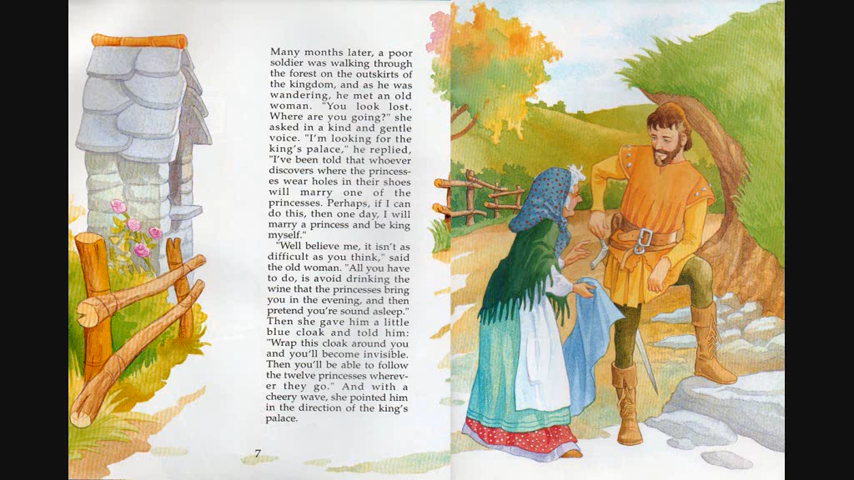 Many months later, a poor
soldier was walking through
the forest on the outskirts of
the kingdom, and as he was
wandering, he met an old
woman. "You look lost.
Where are you going?" she
asked in a kind and gentle
voice. "I'm looking for the
king's palace," he replied,
"I've been told that whoever
discovers where the princess-
es wear holes in their shoes
will marry one of the
princesses. Perhaps, if I can
do this, then one day, I will
marry a princess and be king
myself."
"Well believe me, it isn't as
difficult as you think," said
the old woman. "All you have
to do, is avoid drinking the
wine that the princesses bring
you in the evening, and then
pretend you're sound asleep."
Then she gave him a little
blue cloak and told him:
"Wrap this cloak around you
and you'll become invisible.
Then you'll be able to follow
the twelve princesses wherev-
er they go." And with a
cheery wave, she pointed him
in the direction of the king's
palace.
7